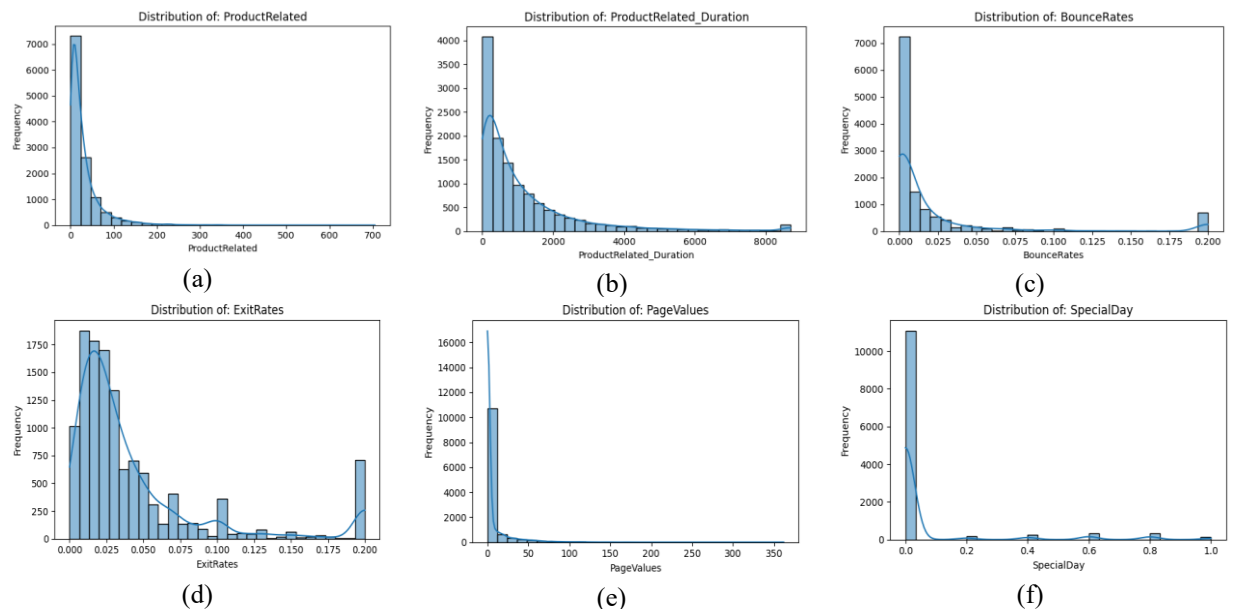 Distribution of: ProductRelated
7000
6000
5000
4000
3000
2000
1000
0
Frequency
0 100 200 300 400 500 600 700
ProductRelated
(a)
Distribution of: ProductRelated_Duration
4000
3500
3000
2500
2000
1500
1000
500
0
Frequency
0 2000 4000 6000 8000
ProductRelated_Duration
(b)
Distribution of: BounceRates
7000
6000
5000
4000
3000
2000
1000
0
Frequency
0.000 0.025 0.050 0.075 0.100 0.125 0.150 0.175 0.200
BounceRates
(c)
Distribution of: ExitRates
1750
1500
1250
1000
750
500
250
0
Frequency
0.000 0.025 0.050 0.075 0.100 0.125 0.150 0.175 0.200
ExitRates
(d)
Distribution of: PageValues
16000
14000
12000
10000
8000
6000
4000
2000
0
Frequency
0 50 100 150 200 250 300 350
PageValues
(e)
Distribution of: SpecialDay
10000
8000
6000
4000
2000
0
Frequency
0.0 0.2 0.4 0.6 0.8 1.0
SpecialDay
(f)